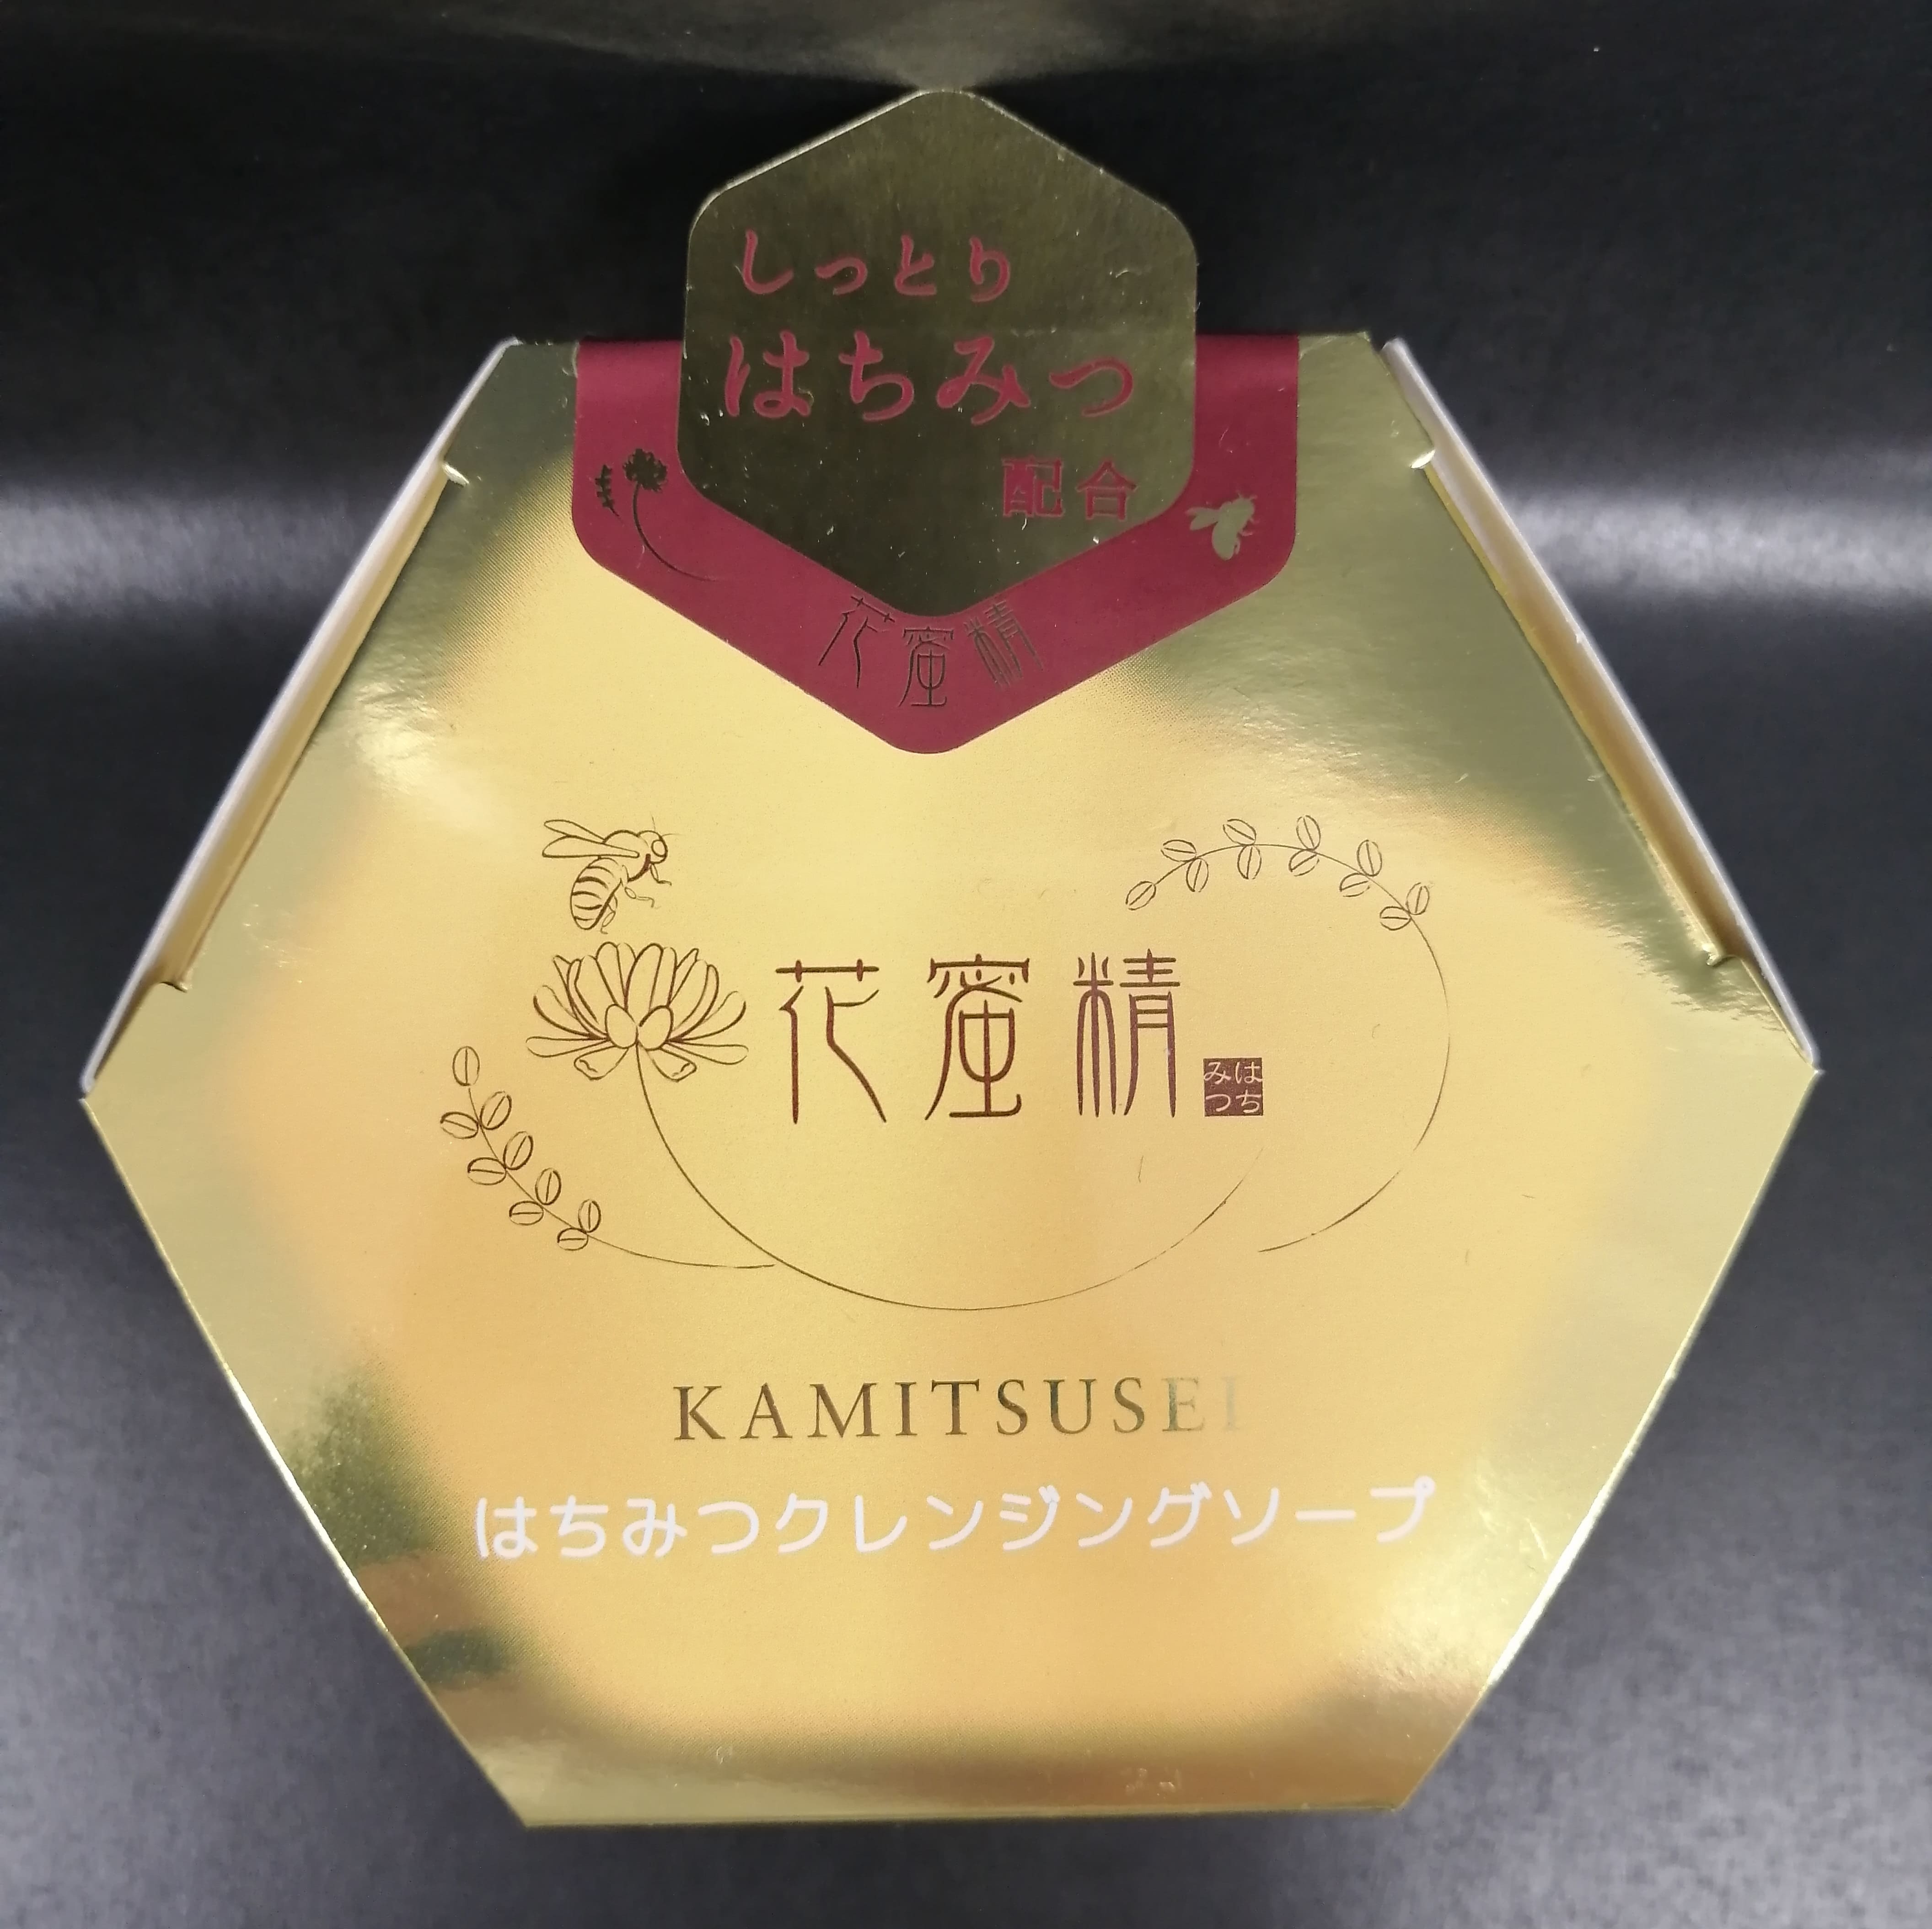 しっとり
はちみつ
配合
花蜜精
花蜜精
はち
みつ
KAMITSUSEI
はちみつクレンジングソープ